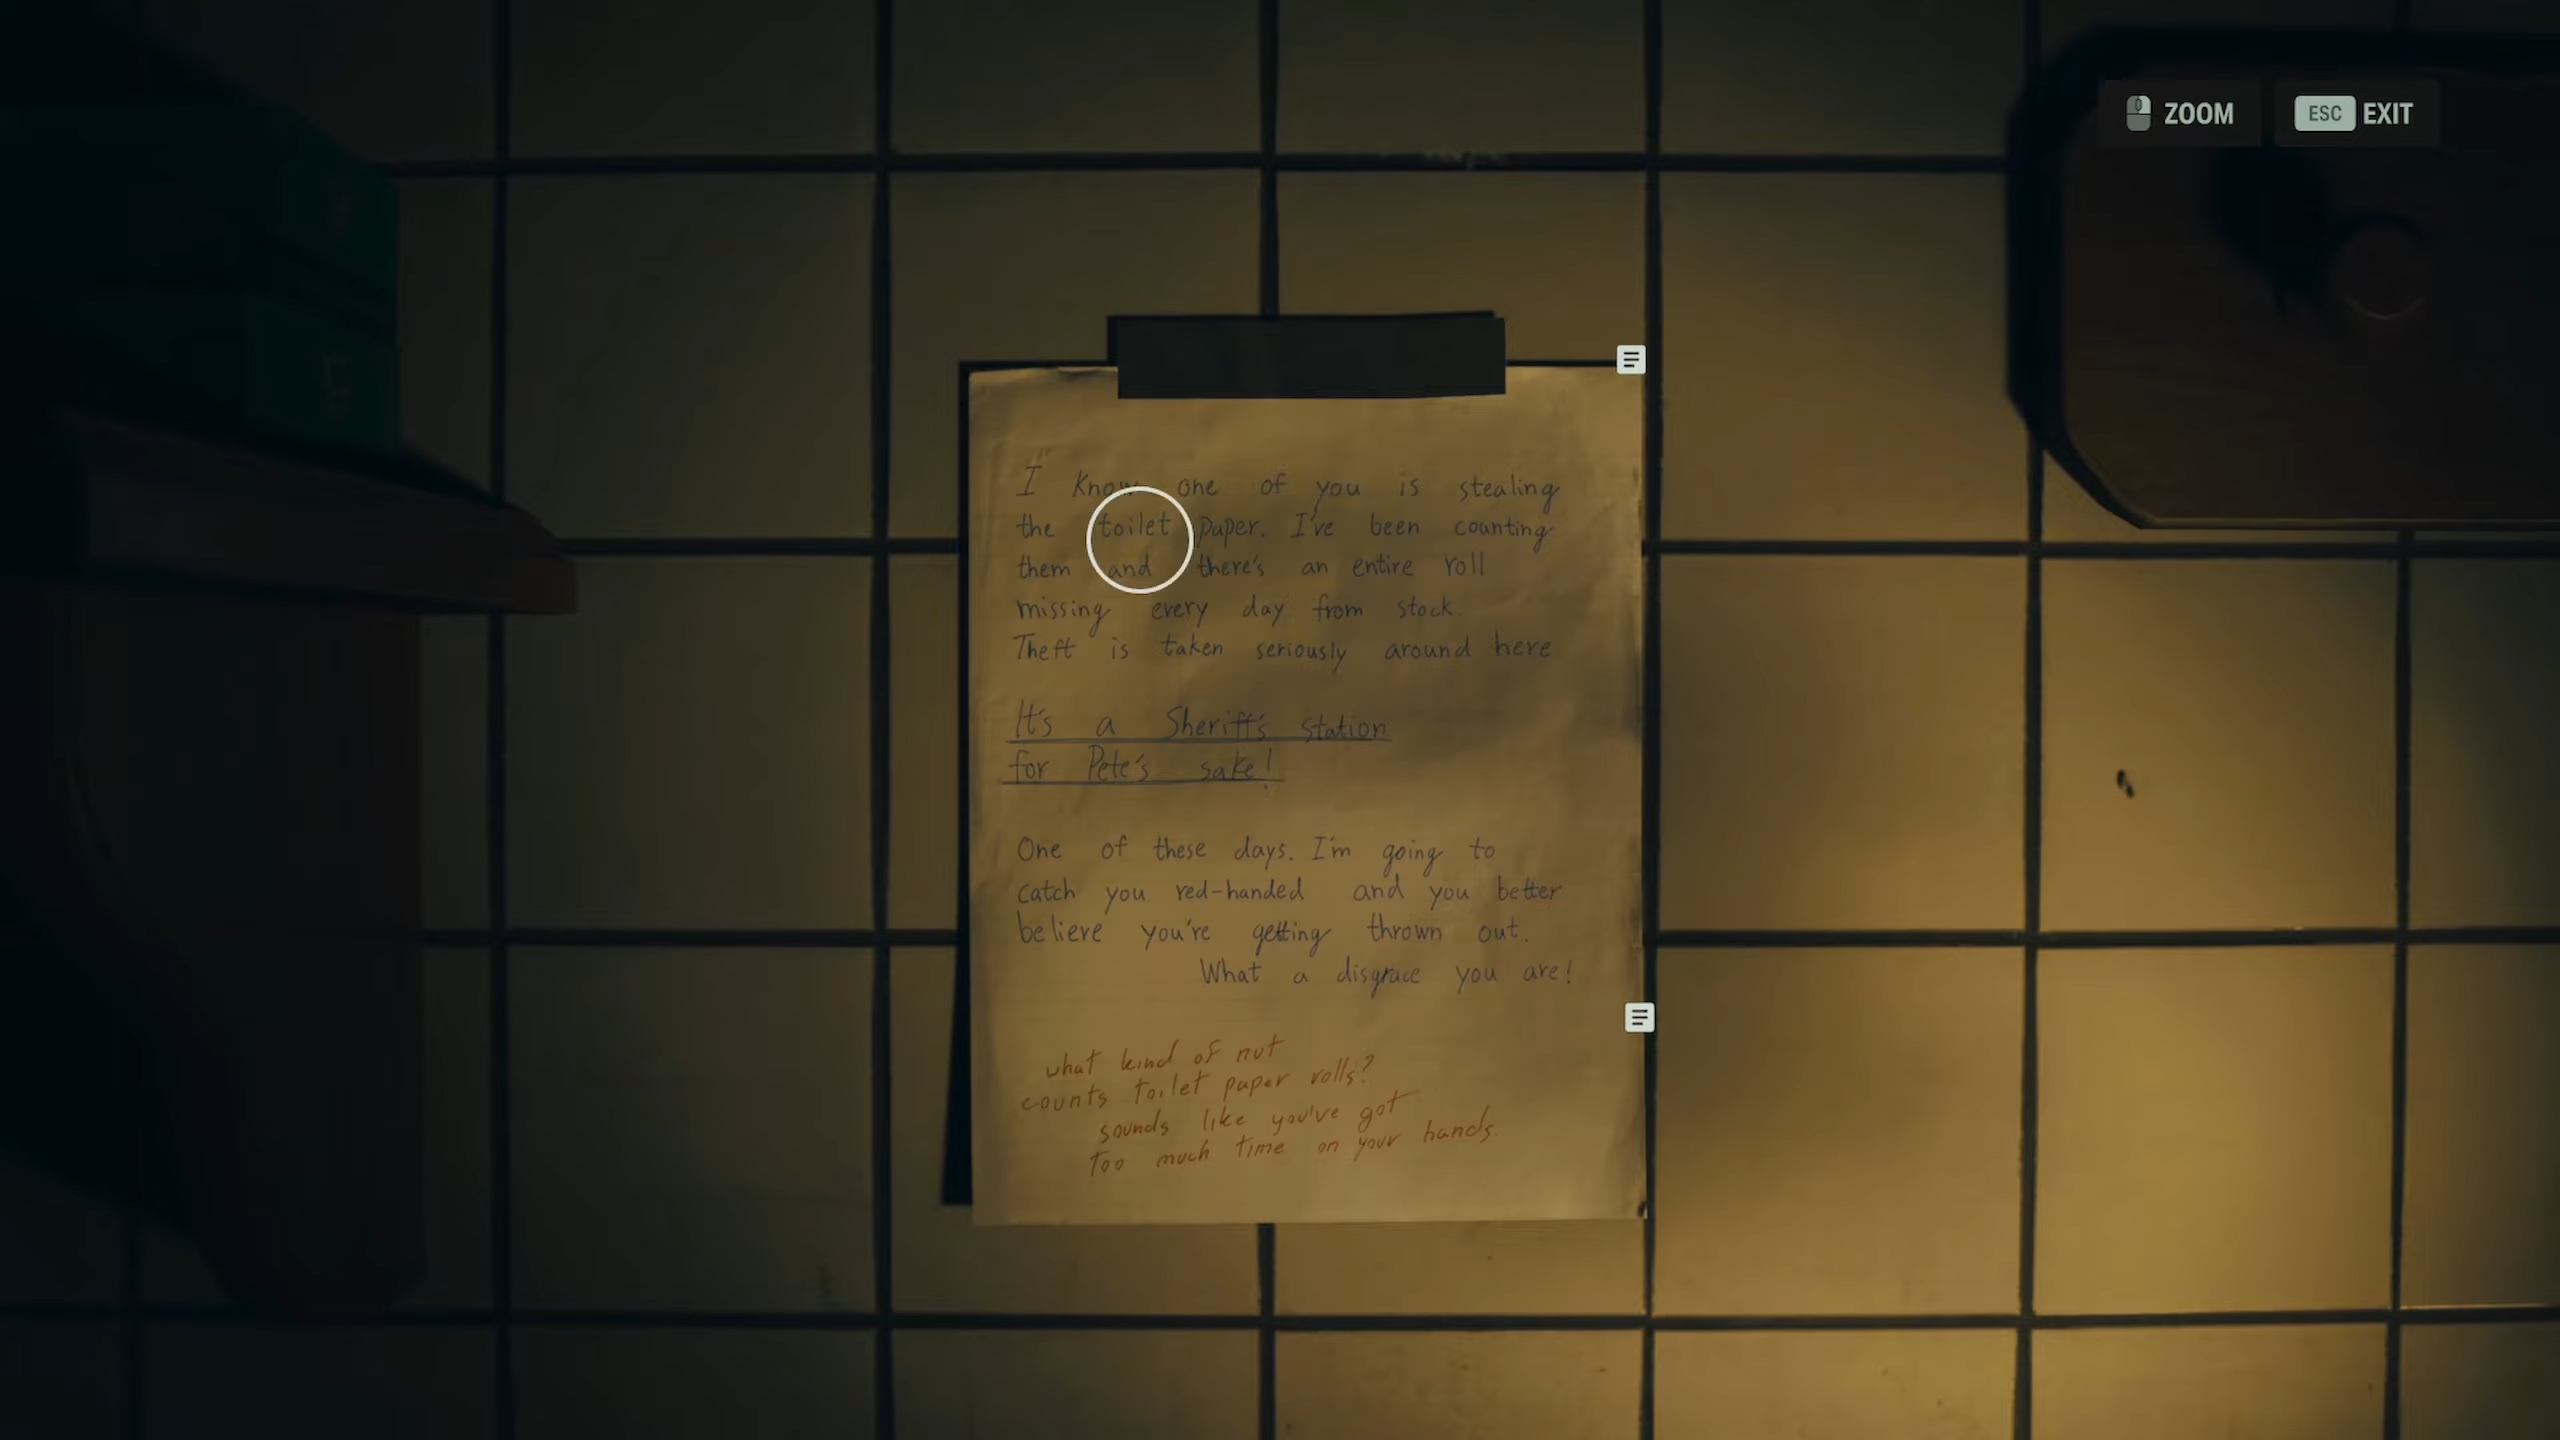 ZOOM
ESC EXIT
I know one of you is stealing
the toilet paper. I've been counting
them and there's an entire roll
missing every day from stock.
Theft is taken seriously around here
It's a Sheriff's station
for Pete's sake!
One of these days. I'm going to
catch you red-handed and you better
believe you're getting thrown out.
What a disgrace you are!
what kind of nut
counts toilet paper rolls?
sounds like you've got
too much time on your hands.